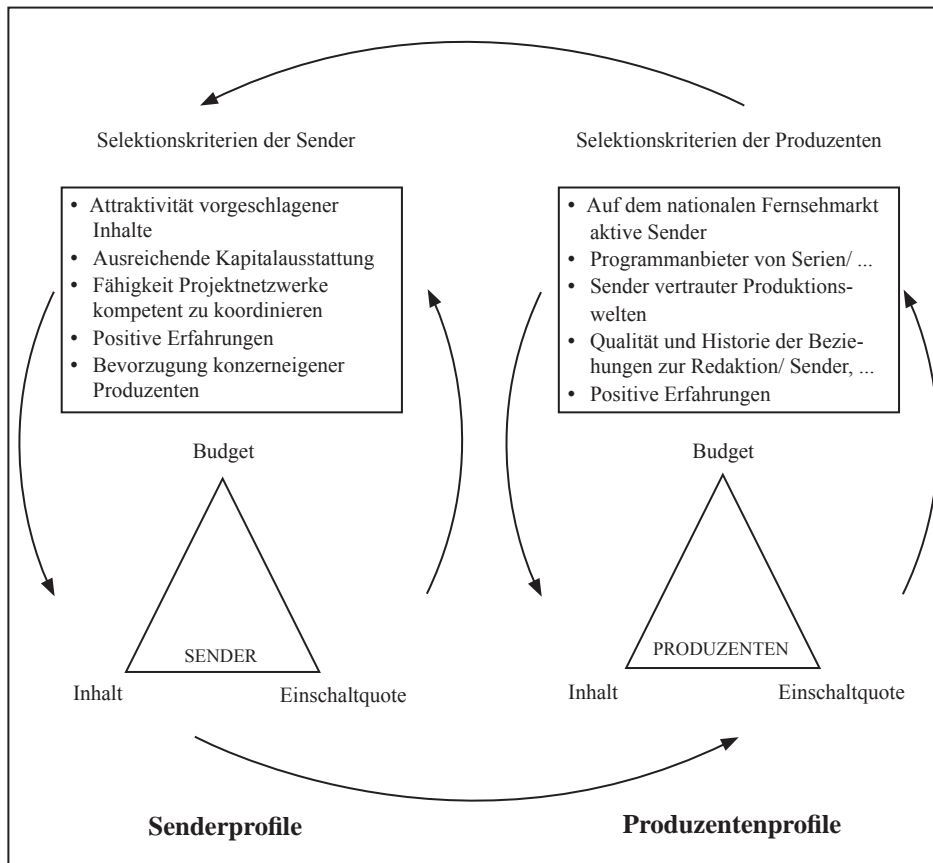 Selektionskriterien der Sender
• Attraktivität vorgeschlagener
Inhalte
• Ausreichende Kapitalausstattung
• Fähigkeit Projektnetzwerke
kompetent zu koordinieren
• Positive Erfahrungen
• Bevorzugung konzerneigener
Produzenten
Budget
SENDER
Inhalt
Einschaltquote
Senderprofile
Selektionskriterien der Produzenten
• Auf dem nationalen Fernsehmarkt
aktive Sender
• Programmanbieter von Serien/ ...
• Sender vertrauter Produktions-
welten
• Qualität und Historie der Bezie-
hungen zur Redaktion/ Sender, ...
• Positive Erfahrungen
Budget
PRODUZENTEN
Inhalt
Einschaltquote
Produzentenprofile